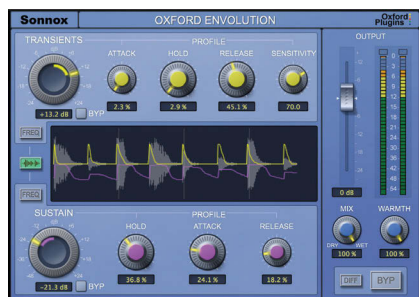 Sonnox
OXFORD ENVOLUTION
Oxford Plugins
TRANSIENTS
PROFILE
ATTACK
HOLD
RELEASE
SENSITIVITY
+13.2 dB
BYP
2.3 %
2.9 %
45.1 %
70.0
FREQ
FREQ
SUSTAIN
PROFILE
HOLD
ATTACK
RELEASE
-21.3 dB
BYP
36.8 %
24.1 %
18.2 %
OUTPUT
0 dB
MIX
WARMTH
DRY
WET
100 %
100 %
DIFF
BYP